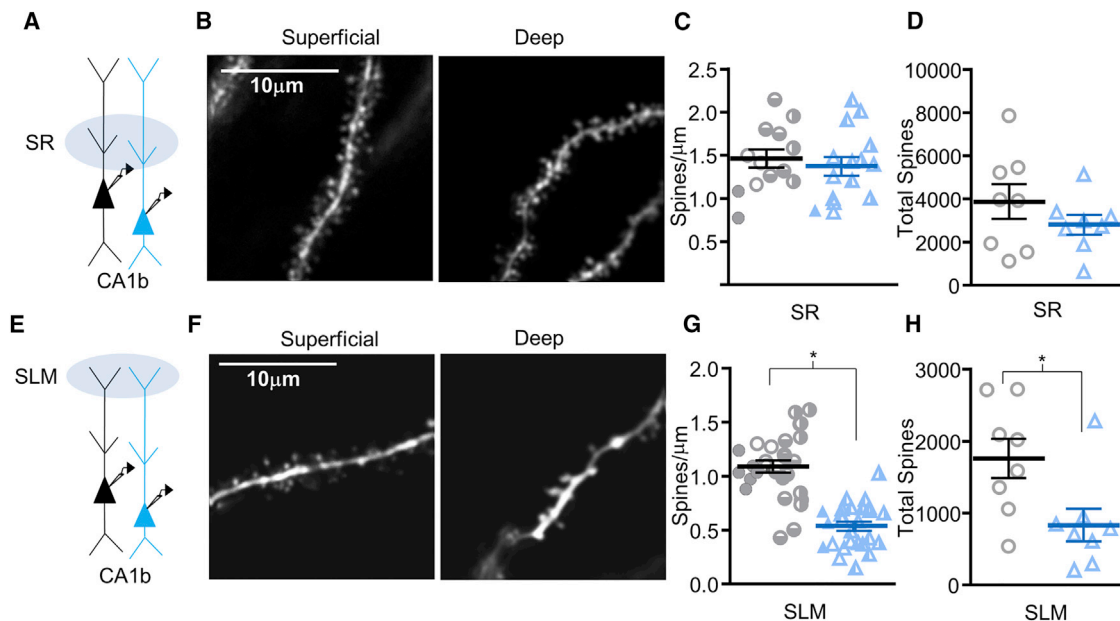 A
SR
CA1b
B
Superficial
Deep
10μm
C
Spines/μm
2.5
2.0
1.5
1.0
0.5
SR
D
Total Spines
10000
8000
6000
4000
2000
0
SR
E
SLM
CA1b
F
Superficial
Deep
10μm
G
Spines/μm
2.0
1.5
1.0
0.5
0.0
*
SLM
H
Total Spines
3000
2000
1000
0
*
SLM